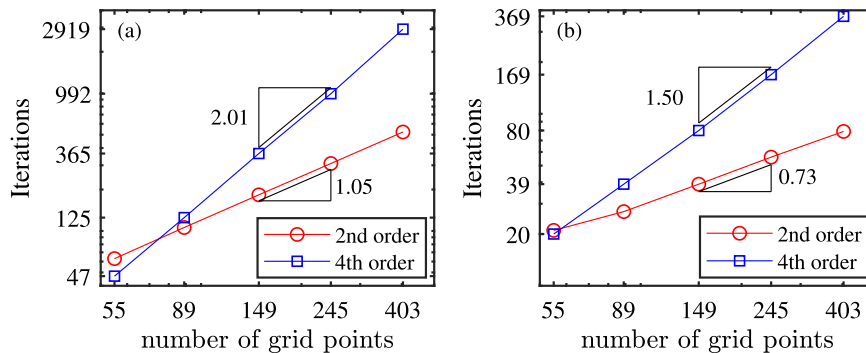 (a)
2919
992
365
125
47
Iterations
2.01
1.05
2nd order
4th order
55 89 149 245 403
number of grid points
(b)
369
169
80
39
20
Iterations
1.50
0.73
2nd order
4th order
55 89 149 245 403
number of grid points